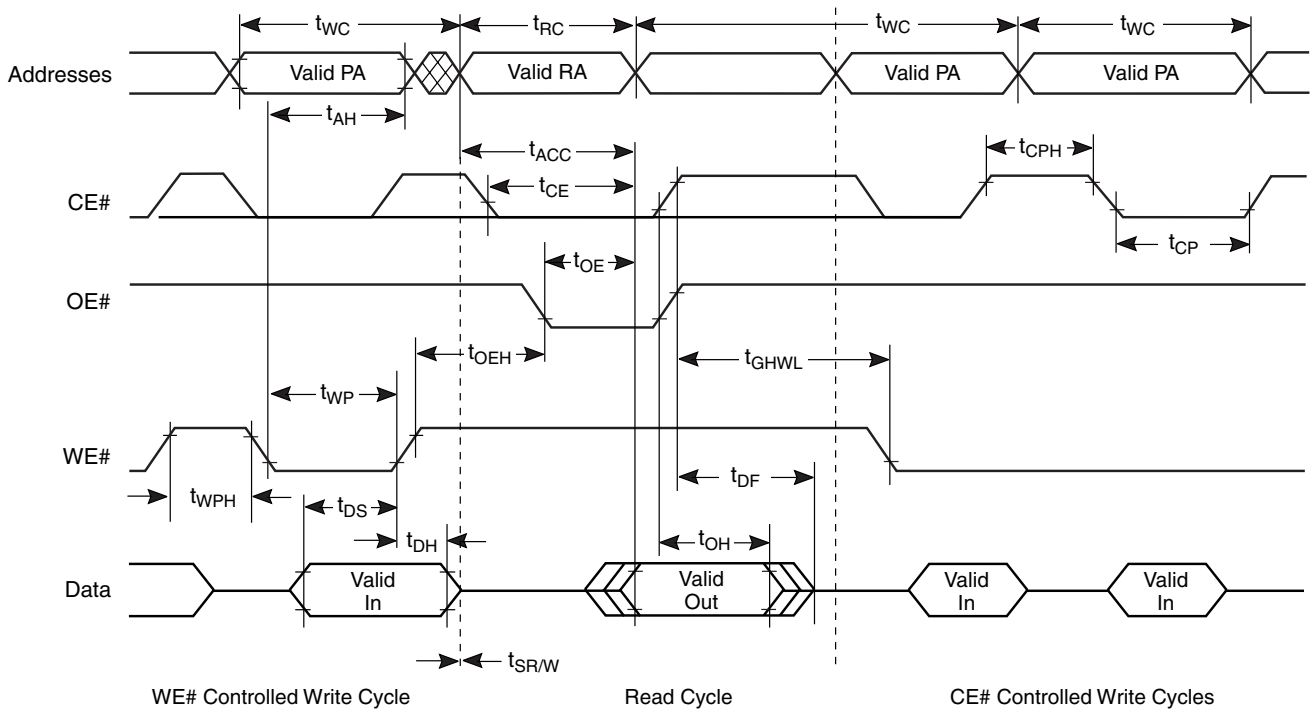 tWC tRC tWC tWC
Addresses Valid PA Valid RA Valid PA Valid PA
tAH
tACC tCPH
CE# tCE
tCP
tOE
OE#
tOEH tGHWL
tWP
WE#
tDF
tWPH tDS
tDH tOH
Data Valid In Valid Out Valid In Valid In
tSR/W
WE# Controlled Write Cycle Read Cycle CE# Controlled Write Cycles